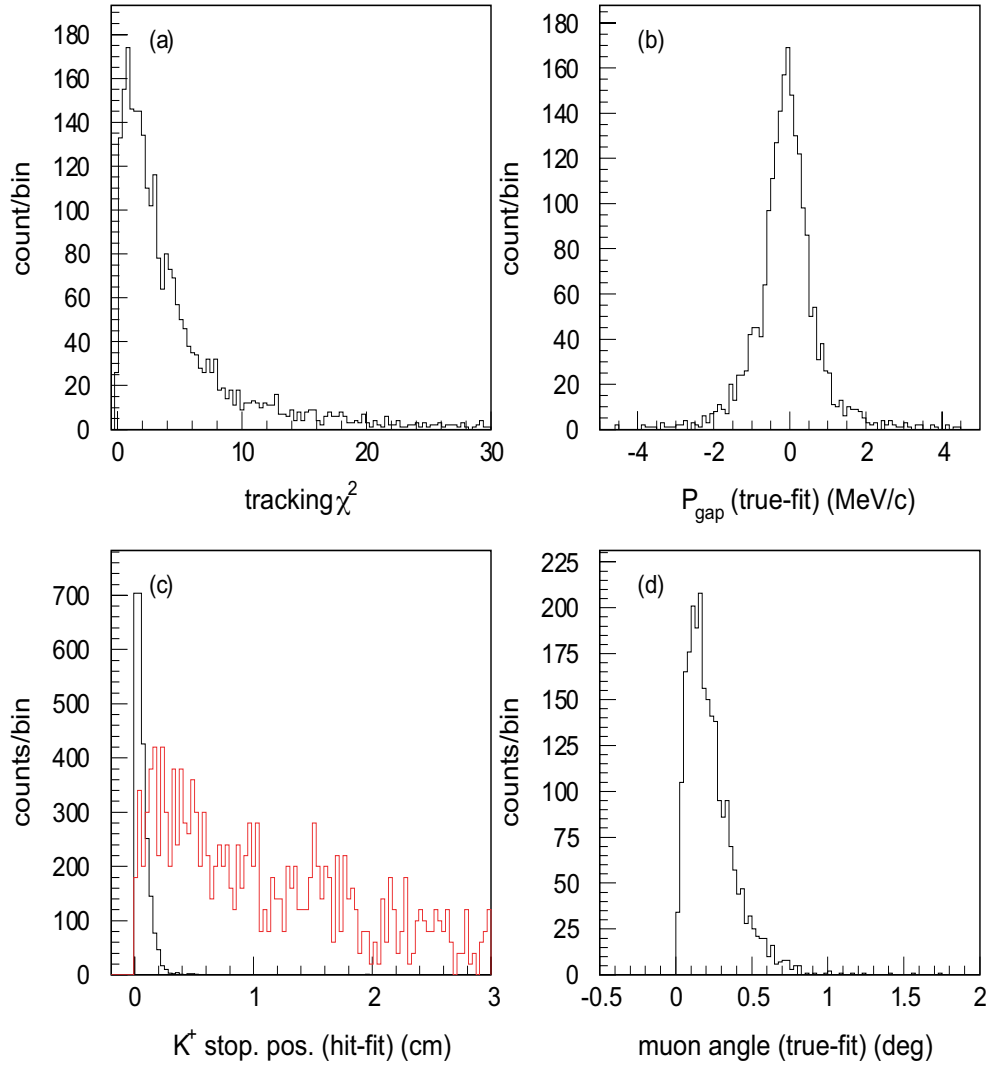 (a)
count/bin
180
160
140
120
100
80
60
40
20
0
0 10 20 30
tracking χ²
(b)
count/bin
180
160
140
120
100
80
60
40
20
0
-4 -2 0 2 4
P_gap (true-fit) (MeV/c)
(c)
counts/bin
700
600
500
400
300
200
100
0
0 1 2 3
K⁺ stop. pos. (hit-fit) (cm)
(d)
counts/bin
225
200
175
150
125
100
75
50
25
0
-0.5 0 0.5 1 1.5 2
muon angle (true-fit) (deg)